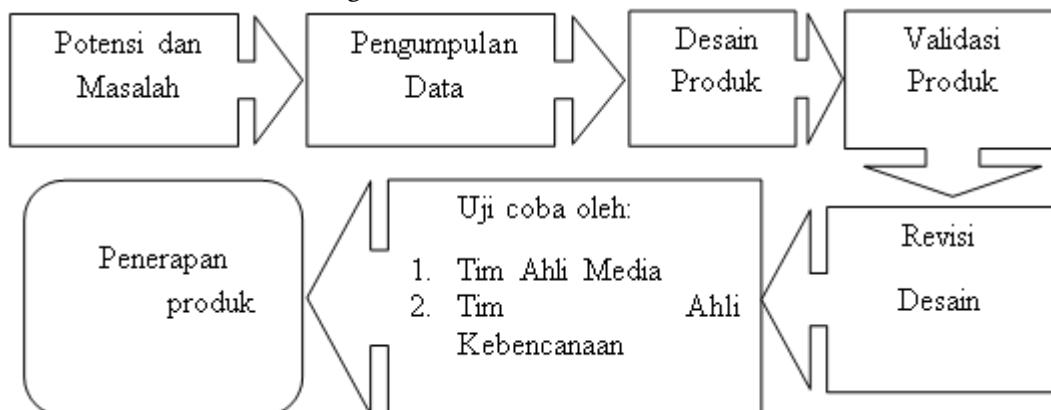 Potensi dan
Masalah
Pengumpulan
Data
Desain
Produk
Validasi
Produk
Revisi
Desain
Uji coba oleh:
1. Tim Ahli Media
2. Tim Ahli
Kebencanaan
Penerapan
produk